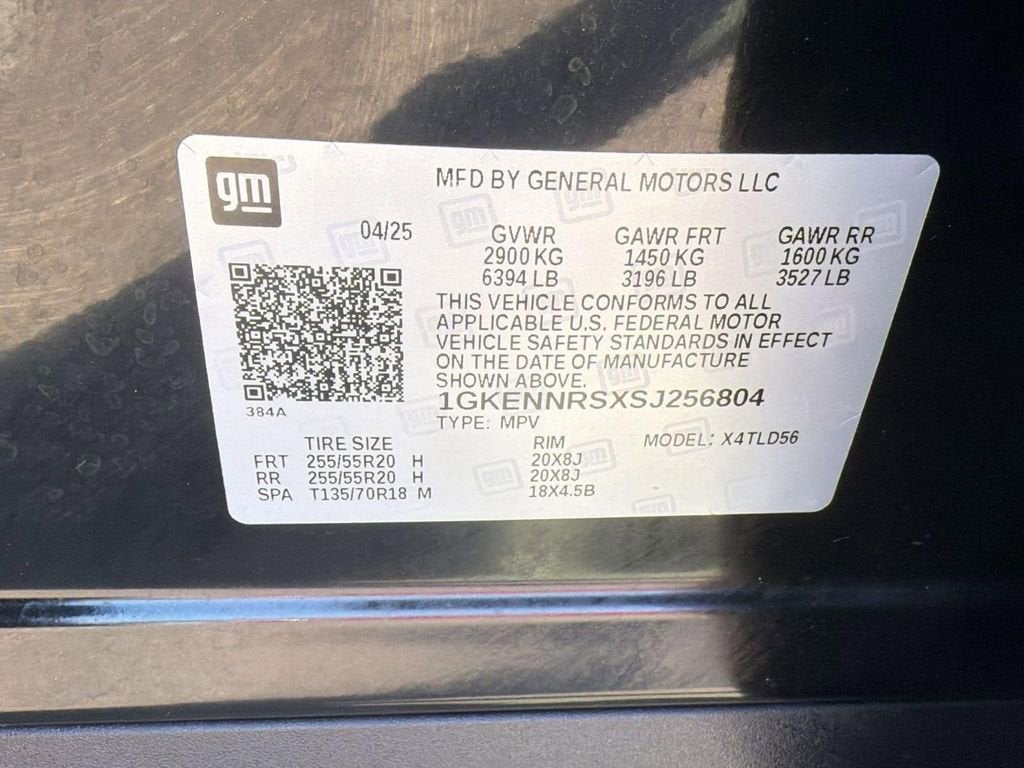 gm
MFD BY GENERAL MOTORS LLC
04/25
GVWR GAWR FRT GAWR RR
2900 KG 1450 KG 1600 KG
6394 LB 3196 LB 3527 LB
THIS VEHICLE CONFORMS TO ALL
APPLICABLE U.S. FEDERAL MOTOR
VEHICLE SAFETY STANDARDS IN EFFECT
ON THE DATE OF MANUFACTURE
SHOWN ABOVE.
1GKENNRSXSJ256804
384A
TYPE: MPV
TIRE SIZE RIM MODEL: X4TLD56
FRT 255/55R20 H 20X8J
RR 255/55R20 H 20X8J
SPA T135/70R18 M 18X4.5B